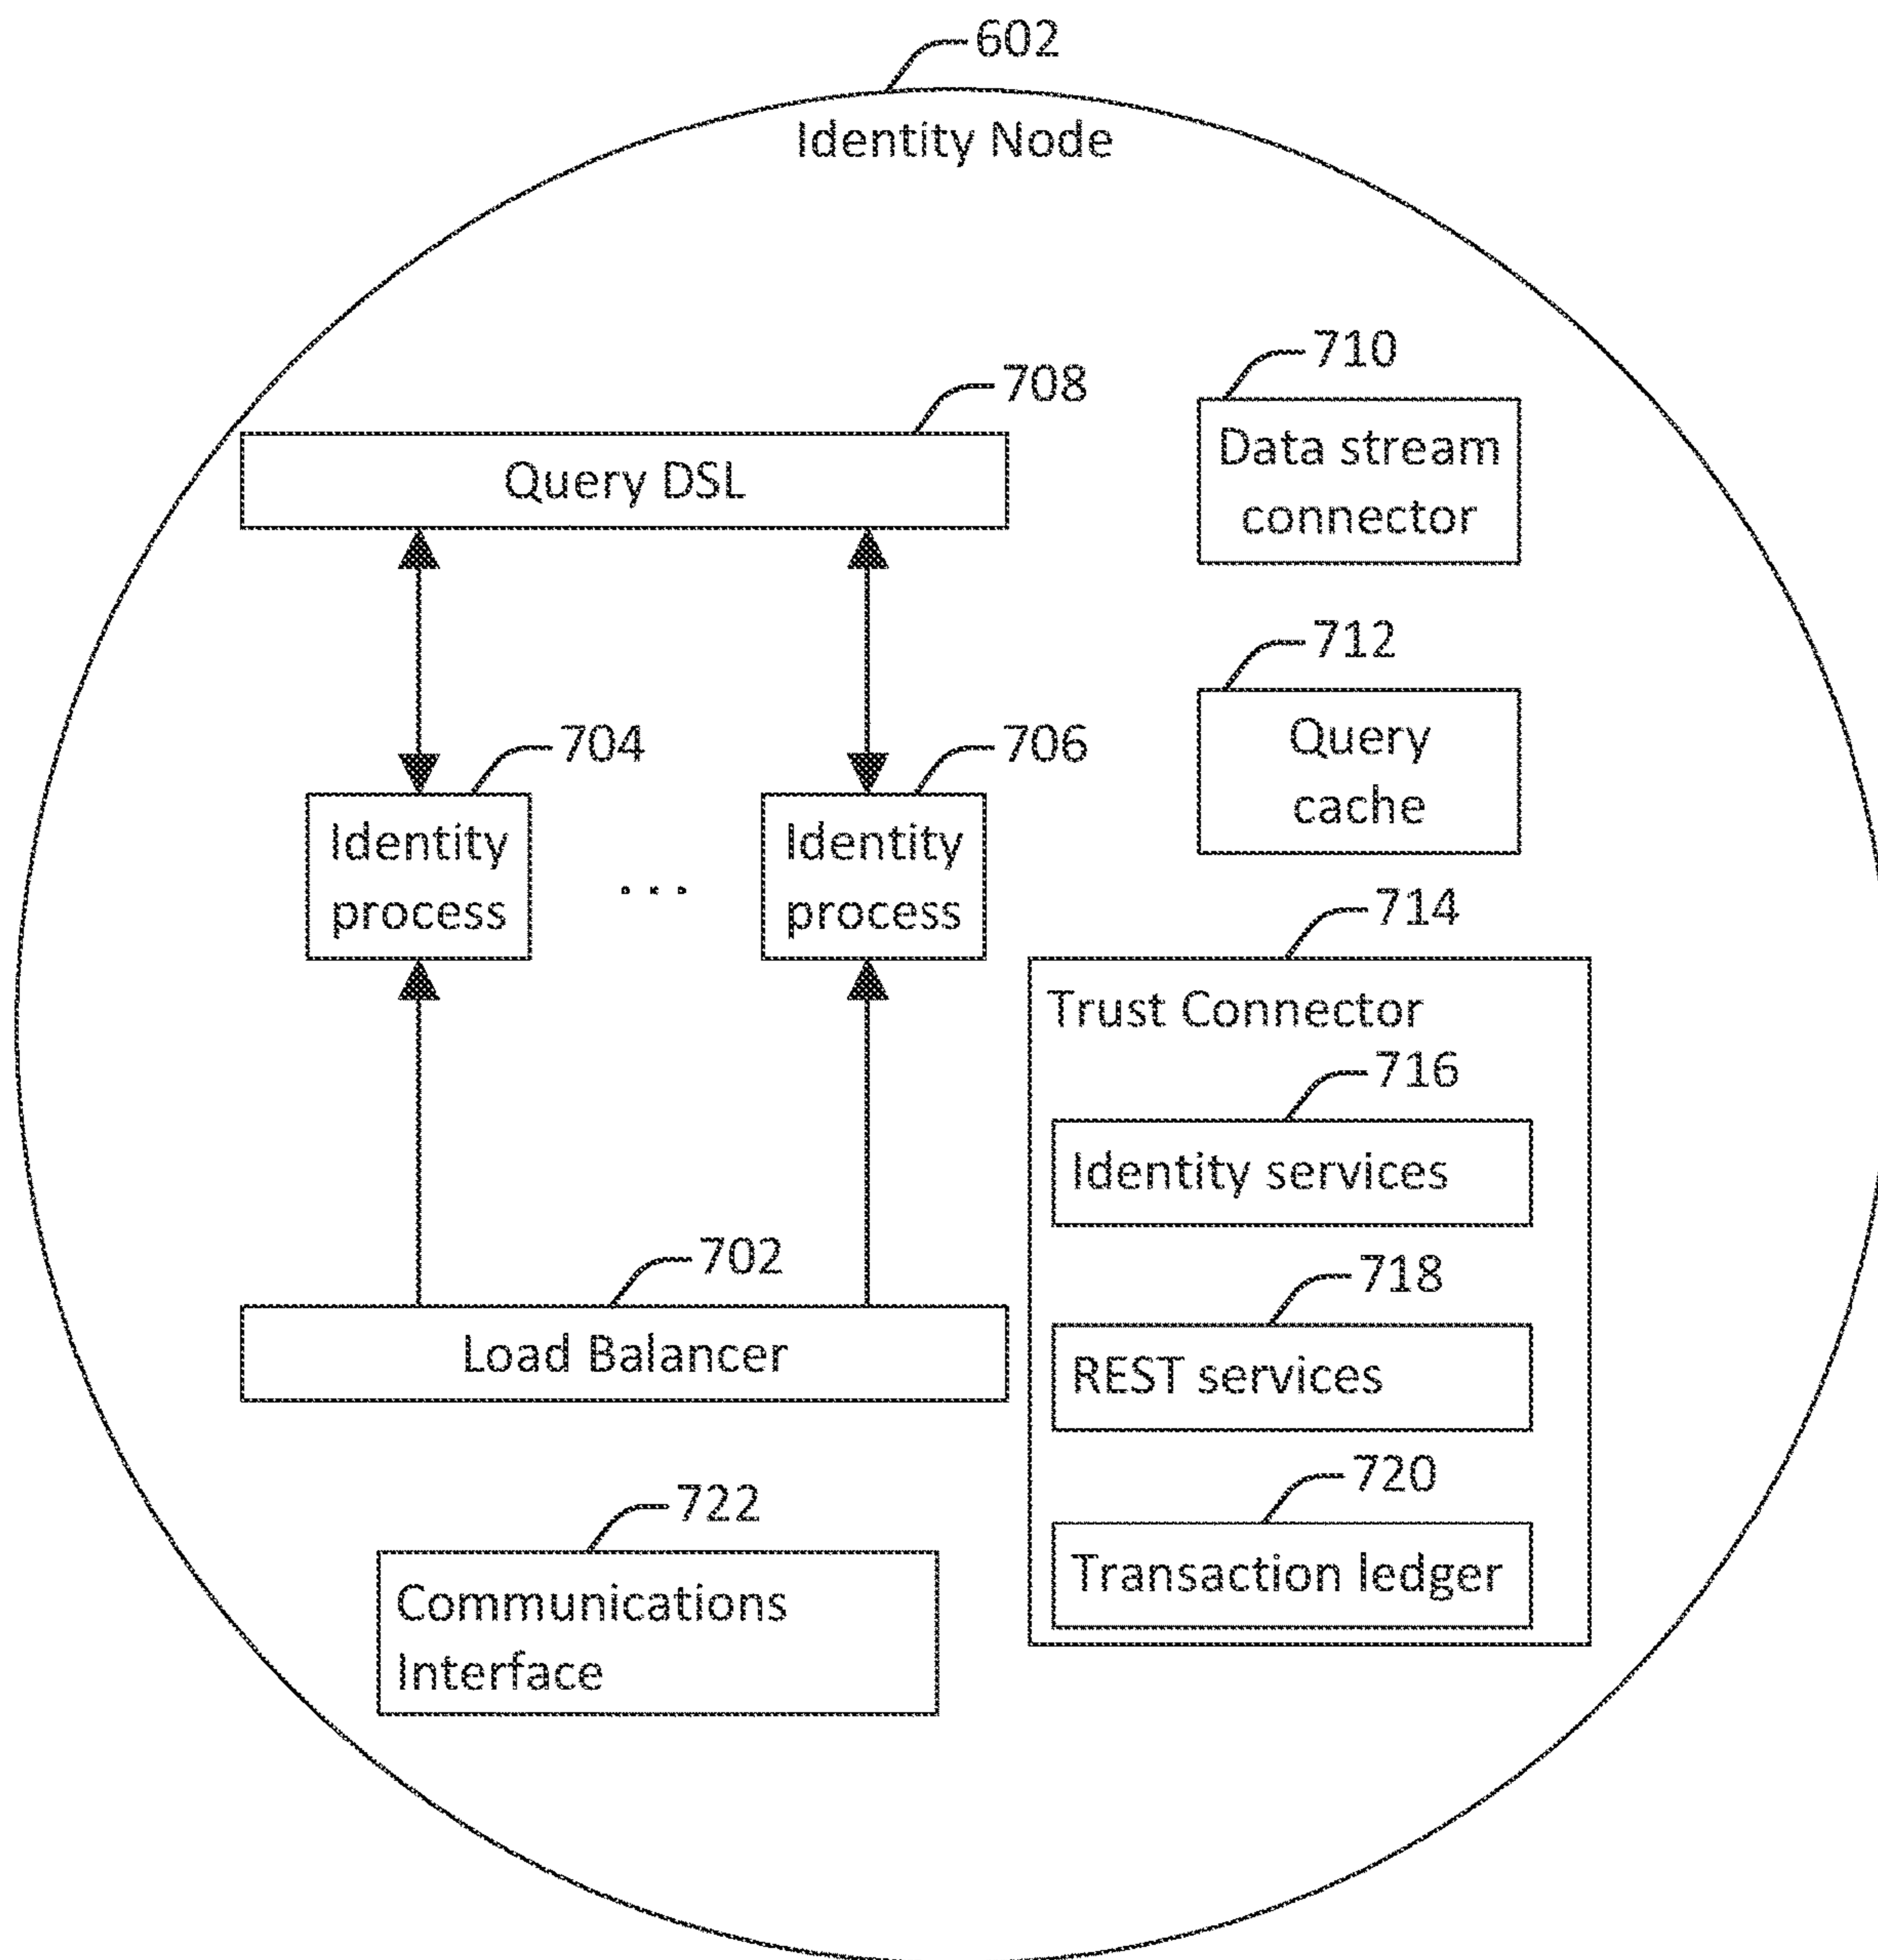 602
Identity Node
708
Query DSL
710
Data stream
connector
712
Query
cache
704
Identity
process
. . .
706
Identity
process
714
Trust Connector
716
Identity services
718
REST services
720
Transaction ledger
702
Load Balancer
722
Communications
Interface